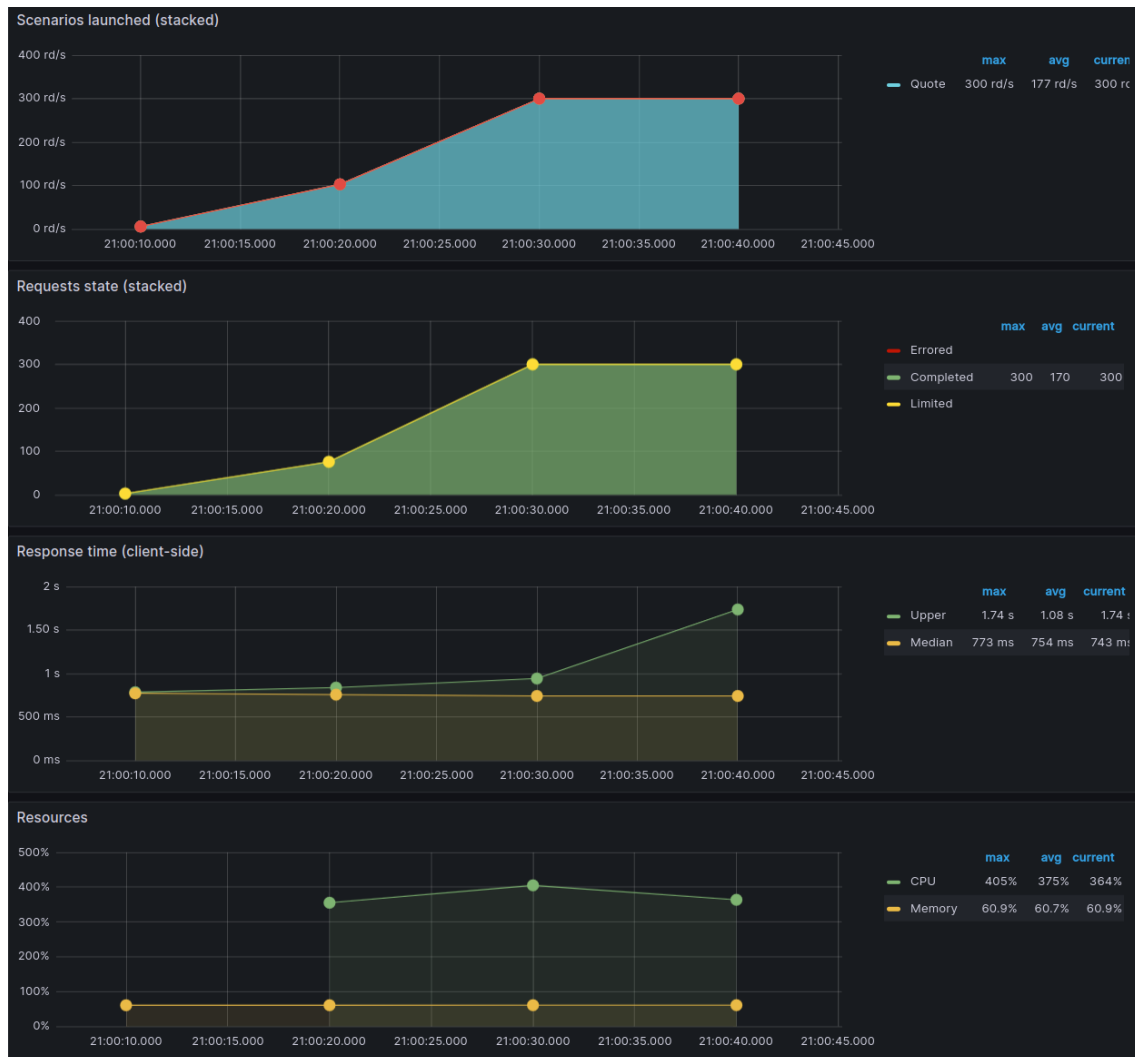 Scenarios launched (stacked)
400 rd/s
300 rd/s
200 rd/s
100 rd/s
0 rd/s
21:00:10.000 21:00:15.000 21:00:20.000 21:00:25.000 21:00:30.000 21:00:35.000 21:00:40.000 21:00:45.000
max avg curren
Quote 300 rd/s 177 rd/s 300 rd
Requests state (stacked)
400
300
200
100
0
21:00:10.000 21:00:15.000 21:00:20.000 21:00:25.000 21:00:30.000 21:00:35.000 21:00:40.000 21:00:45.000
max avg current
Errored
Completed 300 170 300
Limited
Response time (client-side)
2 s
1.50 s
1 s
500 ms
0 ms
21:00:10.000 21:00:15.000 21:00:20.000 21:00:25.000 21:00:30.000 21:00:35.000 21:00:40.000 21:00:45.000
max avg current
Upper 1.74 s 1.08 s 1.74 s
Median 773 ms 754 ms 743 ms
Resources
500%
400%
300%
200%
100%
0%
21:00:10.000 21:00:15.000 21:00:20.000 21:00:25.000 21:00:30.000 21:00:35.000 21:00:40.000 21:00:45.000
max avg current
CPU 405% 375% 364%
Memory 60.9% 60.7% 60.9%